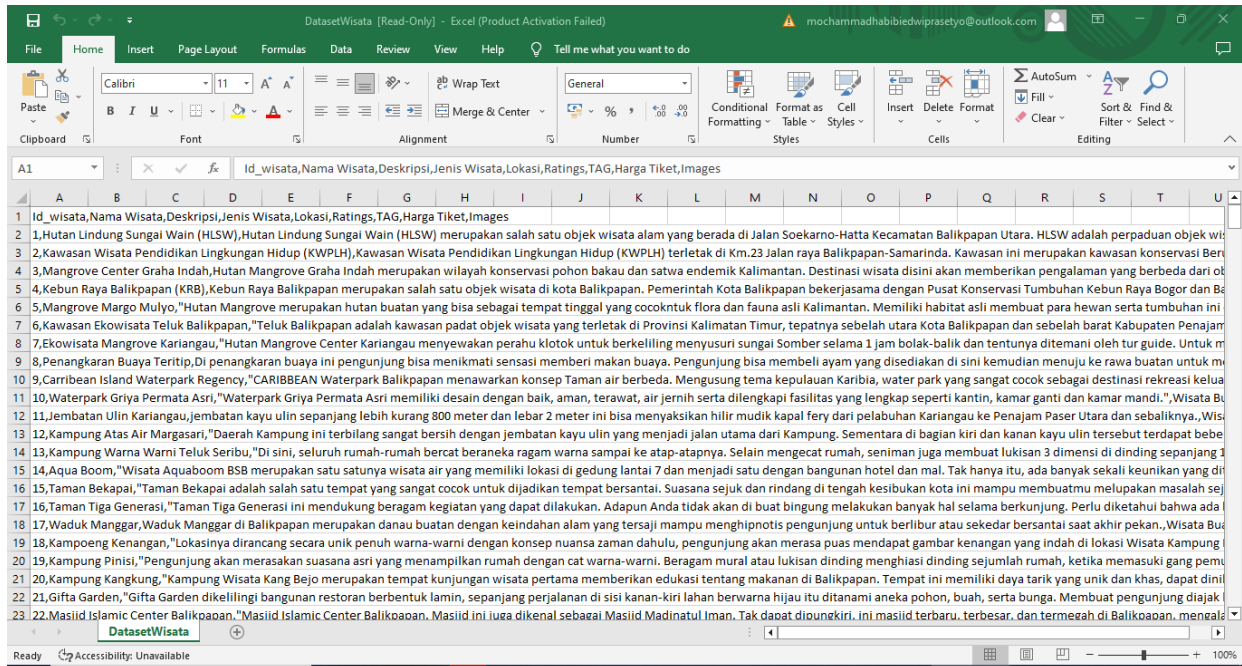 DatasetWisata [Read-Only] - Excel (Product Activation Failed)
mochammadhabibiedwiprasetyo@outlook.com
File Home Insert Page Layout Formulas Data Review View Help Tell me what you want to do
Calibri 11 General
Wrap Text
Merge & Center
Paste
Conditional Formatting
Format as Table
Cell Styles
Insert Delete Format
AutoSum
Fill
Clear
Sort & Filter
Find & Select
Clipboard Font Alignment Number Styles Cells Editing
A1 fx Id_wisata,Nama Wisata,Deskripsi,Jenis Wisata,Lokasi,Ratings,TAG,Harga Tiket,Images
A B C D E F G H I J K L M N O P Q R S T U
1 Id_wisata,Nama Wisata,Deskripsi,Jenis Wisata,Lokasi,Ratings,TAG,Harga Tiket,Images
2 1,Hutan Lindung Sungai Wain (HLSW),Hutan Lindung Sungai Wain (HLSW) merupakan salah satu objek wisata alam yang berada di Jalan Soekarno-Hatta Kecamatan Balikpapan Utara. HLSW adalah perpaduan objek wi
3 2,Kawasan Wisata Pendidikan Lingkungan Hidup (KWPLH),Kawasan Wisata Pendidikan Lingkungan Hidup (KWPLH) terletak di Km.23 Jalan raya Balikpapan-Samarinda. Kawasan ini merupakan kawasan konservasi Beru
4 3,Mangrove Center Graha Indah,Hutan Mangrove Graha Indah merupakan wilayah konservasi pohon bakau dan satwa endemik Kalimantan. Destinasi wisata disini akan memberikan pengalaman yang berbeda dari ob
5 4,Kebun Raya Balikpapan (KRB),Kebun Raya Balikpapan merupakan salah satu objek wisata di kota Balikpapan. Pemerintah Kota Balikpapan bekerjasama dengan Pusat Konservasi Tumbuhan Kebun Raya Bogor dan Ba
6 5,Mangrove Margo Mulyo,"Hutan Mangrove merupakan hutan buatan yang bisa sebagai tempat tinggal yang cocokntuk flora dan fauna asli Kalimantan. Memiliki habitat asli membuat para hewan serta tumbuhan ini
7 6,Kawasan Ekowisata Teluk Balikpapan,"Teluk Balikpapan adalah kawasan padat objek wisata yang terletak di Provinsi Kalimatan Timur, tepatnya sebelah utara Kota Balikpapan dan sebelah barat Kabupaten Penajam
8 7,Ekowisata Mangrove Kariangau,"Hutan Mangrove Center Kariangau menyewakan perahu klotok untuk berkeliling menyusuri sungai Somber selama 1 jam bolak-balik dan tentunya ditemani oleh tur guide. Untuk m
9 8,Penangkaran Buaya Teritip,Di penangkaran buaya ini pengunjung bisa menikmati sensasi memberi makan buaya. Pengunjung bisa membeli ayam yang disediakan di sini kemudian menuju ke rawa buatan untuk m
10 9,Carribean Island Waterpark Regency,"CARIBBEAN Waterpark Balikpapan menawarkan konsep Taman air berbeda. Mengusung tema kepulauan Karibia, water park yang sangat cocok sebagai destinasi rekreasi kelua
11 10,Waterpark Griya Permata Asri,"Waterpark Griya Permata Asri memiliki desain dengan baik, aman, terawat, air jernih serta dilengkapi fasilitas yang lengkap seperti kantin, kamar ganti dan kamar mandi.",Wisata Bu
12 11,Jembatan Ulin Kariangau,jembatan kayu ulin sepanjang lebih kurang 800 meter dan lebar 2 meter ini bisa menyaksikan hilir mudik kapal fery dari pelabuhan Kariangau ke Penajam Paser Utara dan sebaliknya.,Wis
13 12,Kampung Atas Air Margasari,"Daerah Kampung ini terbilang sangat bersih dengan jembatan kayu ulin yang menjadi jalan utama dari Kampung. Sementara di bagian kiri dan kanan kayu ulin tersebut terdapat bebe
14 13,Kampung Warna Warni Teluk Seribu,"Di sini, seluruh rumah-rumah bercat beraneka ragam warna sampai ke atap-atapnya. Selain mengecat rumah, seniman juga membuat lukisan 3 dimensi di dinding sepanjang 1
15 14,Aqua Boom,"Wisata Aquaboom BSB merupakan satu satunya wisata air yang memiliki lokasi di gedung lantai 7 dan menjadi satu dengan bangunan hotel dan mal. Tak hanya itu, ada banyak sekali keunikan yang di
16 15,Taman Bekapai,"Taman Bekapai adalah salah satu tempat yang sangat cocok untuk dijadikan tempat bersantai. Suasana sejuk dan rindang di tengah kesibukan kota ini mampu membuatmu melupakan masalah sej
17 16,Taman Tiga Generasi,"Taman Tiga Generasi ini mendukung beragam kegiatan yang dapat dilakukan. Adapun Anda tidak akan di buat bingung melakukan banyak hal selama berkunjung. Perlu diketahui bahwa ada
18 17,Waduk Manggar,Waduk Manggar di Balikpapan merupakan danau buatan dengan keindahan alam yang tersaji mampu menghipnotis pengunjung untuk berlibur atau sekedar bersantai saat akhir pekan.,Wisata Bua
19 18,Kampoeng Kenangan,"Lokasinya dirancang secara unik penuh warna-warni dengan konsep nuansa zaman dahulu, pengunjung akan merasa puas mendapat gambar kenangan yang indah di lokasi Wisata Kampung
20 19,Kampung Pinisi,"Pengunjung akan merasakan suasana asri yang menampilkan rumah dengan cat warna-warni. Beragam mural atau lukisan dinding menghiasi dinding sejumlah rumah, ketika memasuki gang pemu
21 20,Kampung Kangkung,"Kampung Wisata Kang Bejo merupakan tempat kunjungan wisata pertama memberikan edukasi tentang makanan di Balikpapan. Tempat ini memiliki daya tarik yang unik dan khas, dapat dini
22 21,Gifta Garden,"Gifta Garden dikelilingi bangunan restoran berbentuk lamin, sepanjang perjalanan di sisi kanan-kiri lahan berwarna hijau itu ditanami aneka pohon, buah, serta bunga. Membuat pengunjung diajak
23 22,Masjid Islamic Center Balikpapan,"Masjid Islamic Center Balikpapan. Masjid ini juga dikenal sebagai Masjid Madinatul Iman. Tak dapat dipungkiri, ini masjid terbaru, terbesar, dan termegah di Balikpapan. mengala
DatasetWisata
Ready Accessibility: Unavailable 100%